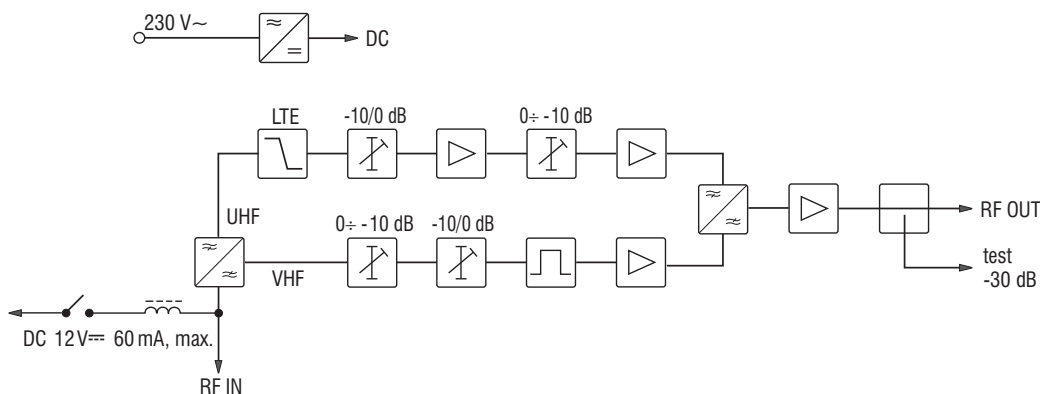 230 V~
DC
LTE
-10/0 dB
0÷ -10 dB
UHF
0÷ -10 dB
-10/0 dB
VHF
RF OUT
test
-30 dB
DC 12 V⎓ 60 mA, max.
RF IN